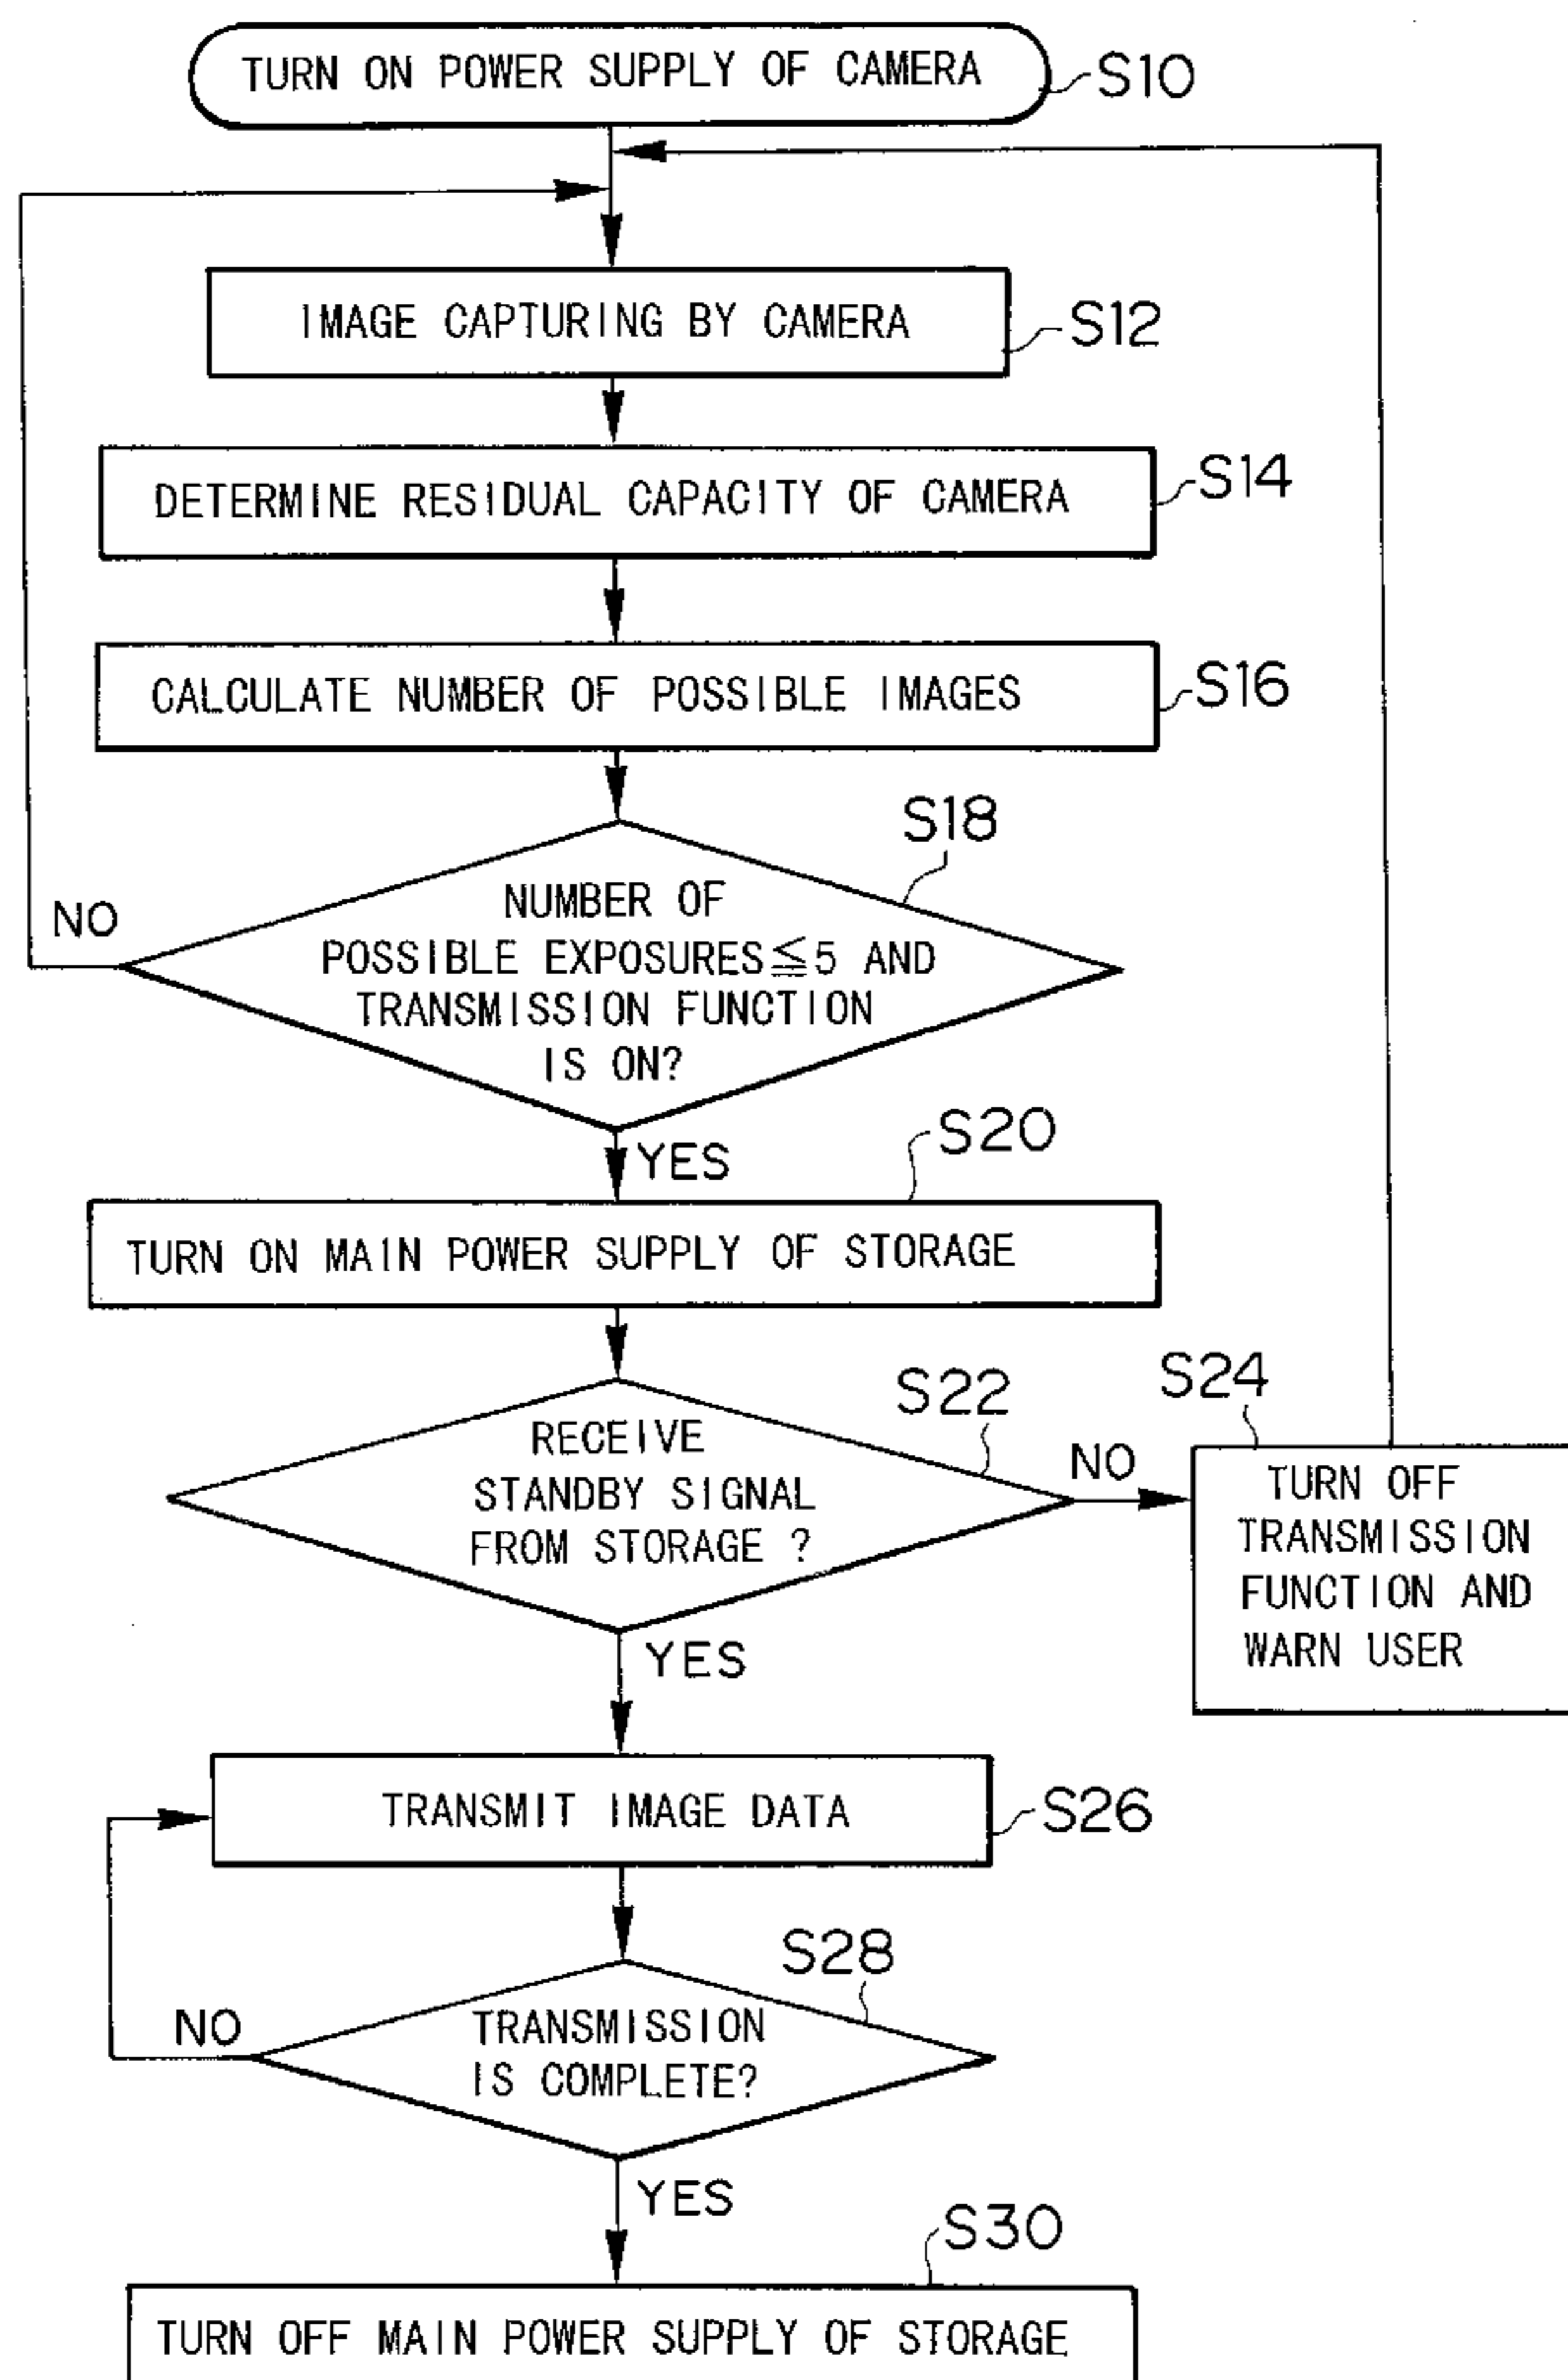 TURN ON POWER SUPPLY OF CAMERA
S10
IMAGE CAPTURING BY CAMERA
S12
DETERMINE RESIDUAL CAPACITY OF CAMERA
S14
CALCULATE NUMBER OF POSSIBLE IMAGES
S16
S18
NUMBER OF
POSSIBLE EXPOSURES≦5 AND
TRANSMISSION FUNCTION
IS ON?
NO
YES
S20
TURN ON MAIN POWER SUPPLY OF STORAGE
S22
RECEIVE
STANDBY SIGNAL
FROM STORAGE ?
NO
S24
TURN OFF
TRANSMISSION
FUNCTION AND
WARN USER
YES
TRANSMIT IMAGE DATA
S26
S28
TRANSMISSION
IS COMPLETE?
NO
YES
S30
TURN OFF MAIN POWER SUPPLY OF STORAGE